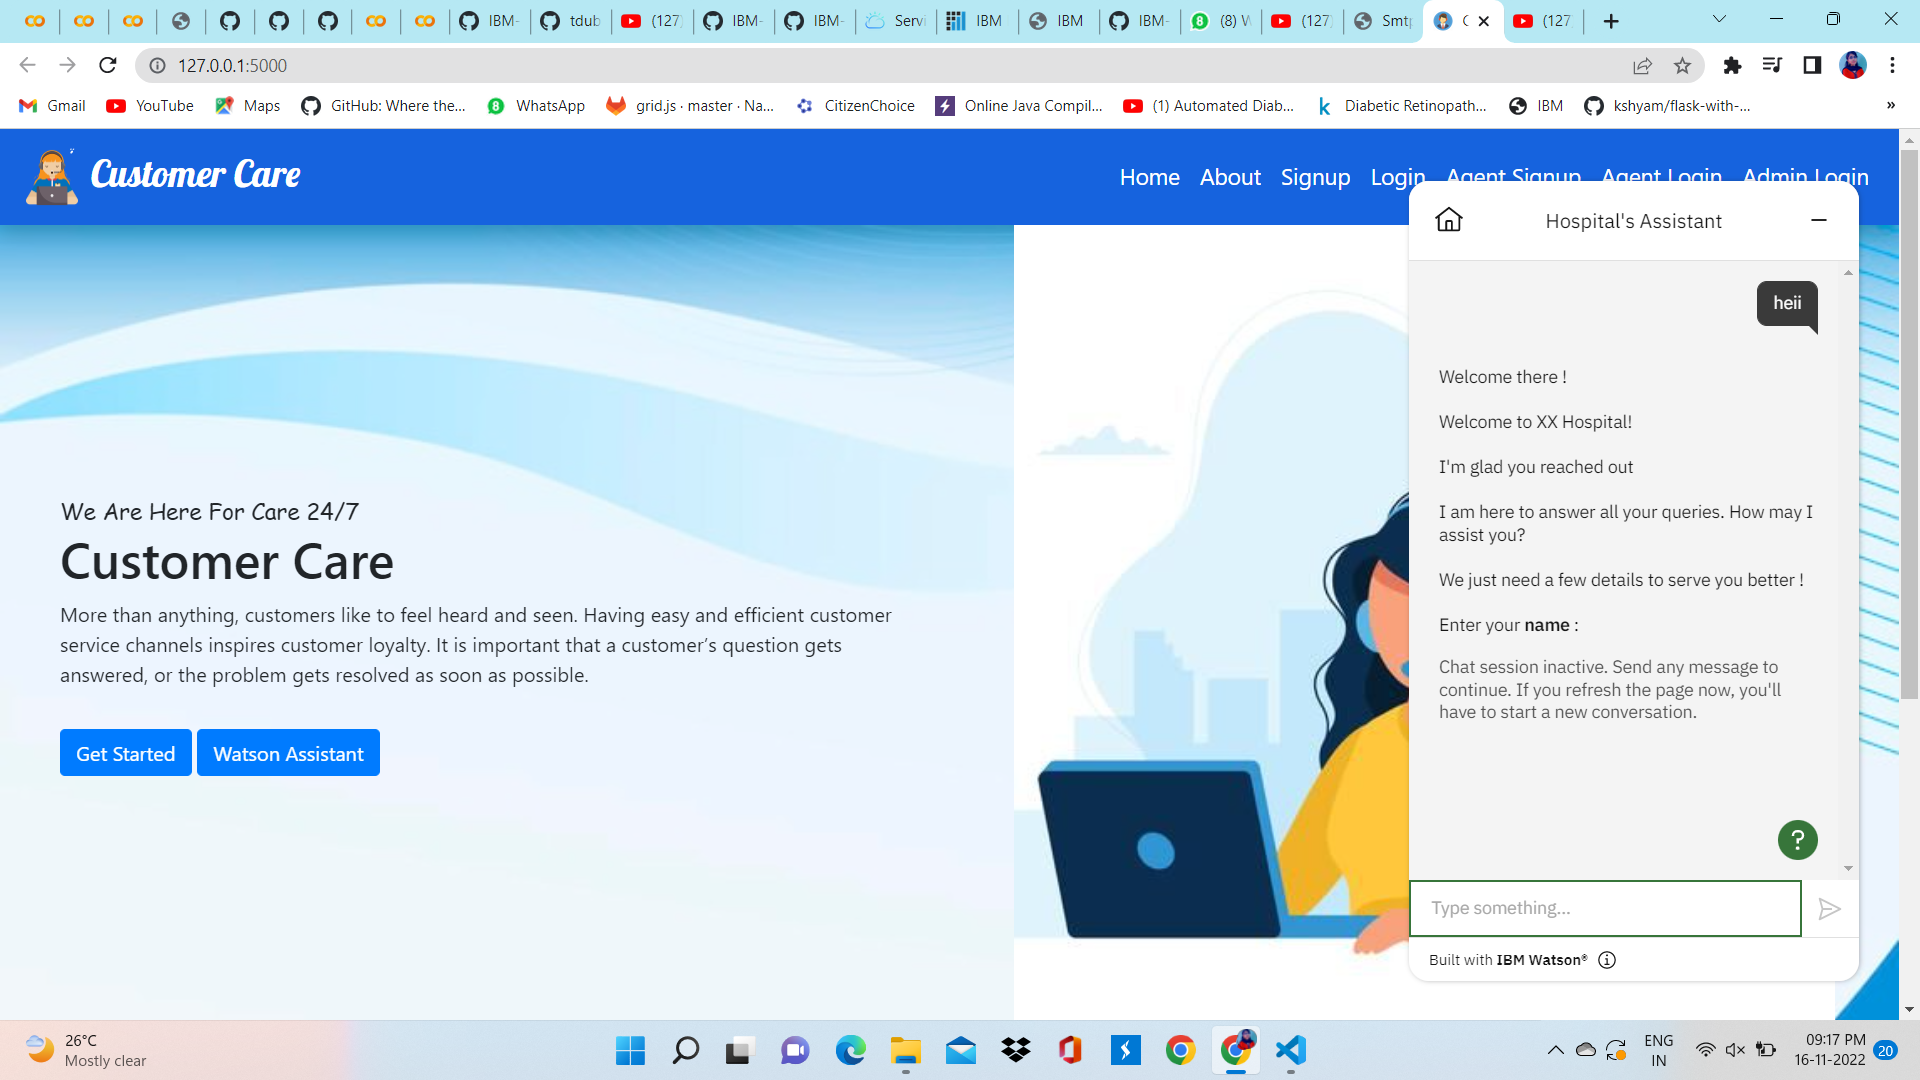 IBM-
tdub
(127
IBM-
IBM-
Servi
IBM
IBM
IBM-
(8) W
(127
Smtp
(127
127.0.0.1:5000
Gmail
YouTube
Maps
GitHub: Where the...
WhatsApp
grid.js · master · Na...
CitizenChoice
Online Java Compil...
(1) Automated Diab...
Diabetic Retinopath...
IBM
kshyam/flask-with-...
»
Customer Care
Home About Signup Login Agent Signup Agent Login Admin Login
Hospital's Assistant
heii
Welcome there !
Welcome to XX Hospital!
I'm glad you reached out
I am here to answer all your queries. How may I
assist you?
We just need a few details to serve you better !
Enter your name :
Chat session inactive. Send any message to
continue. If you refresh the page now, you'll
have to start a new conversation.
?
Type something...
Built with IBM Watson®
We Are Here For Care 24/7
Customer Care
More than anything, customers like to feel heard and seen. Having easy and efficient customer
service channels inspires customer loyalty. It is important that a customer’s question gets
answered, or the problem gets resolved as soon as possible.
Get Started
Watson Assistant
26°C
Mostly clear
ENG
IN
09:17 PM
16-11-2022
20